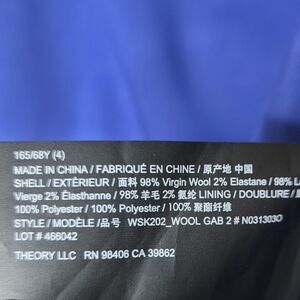 165/68Y (4)
MADE IN CHINA / FABRIQUÉ EN CHINE / 原产地 中国
SHELL / EXTÉRIEUR / 面料 98% Virgin Wool 2% Elastane / 98%
Vierge 2% Élasthanne / 98% 羊毛 2% 氨纶 LINING / DOUBLURE /
100% Polyester / 100% Polyester / 100% 聚酯纤维
STYLE / MODÈLE / 品号 WSK202_WOOL GAB 2 # N031303O
LOT # 466042
THEORY LLC RN 98406 CA 39862